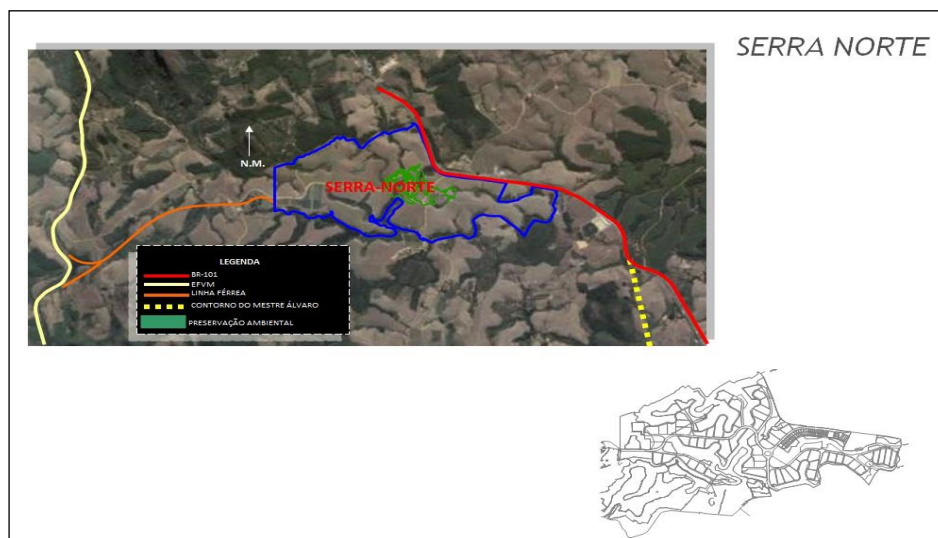 SERRA NORTE
N.M.
SERRA-NORTE
LEGENDA
BR-101
EFVM
LINHA FÉRREA
CONTORNO DO MESTRE ÁLVARO
PRESERVAÇÃO AMBIENTAL